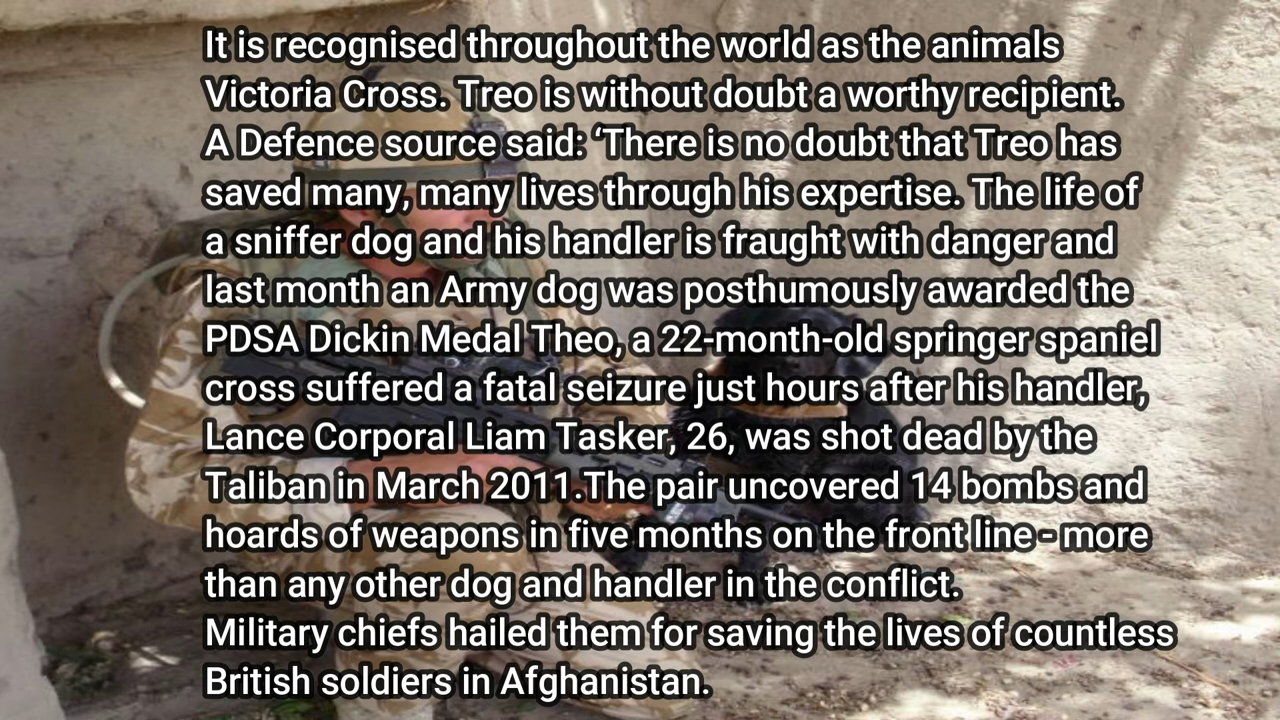 It is recognised throughout the world as the animals
Victoria Cross. Treo is without doubt a worthy recipient.
A Defence source said: ‘There is no doubt that Treo has
saved many, many lives through his expertise. The life of
a sniffer dog and his handler is fraught with danger and
last month an Army dog was posthumously awarded the
PDSA Dickin Medal Theo, a 22-month-old springer spaniel
cross suffered a fatal seizure just hours after his handler,
Lance Corporal Liam Tasker, 26, was shot dead by the
Taliban in March 2011.The pair uncovered 14 bombs and
hoards of weapons in five months on the front line - more
than any other dog and handler in the conflict.
Military chiefs hailed them for saving the lives of countless
British soldiers in Afghanistan.